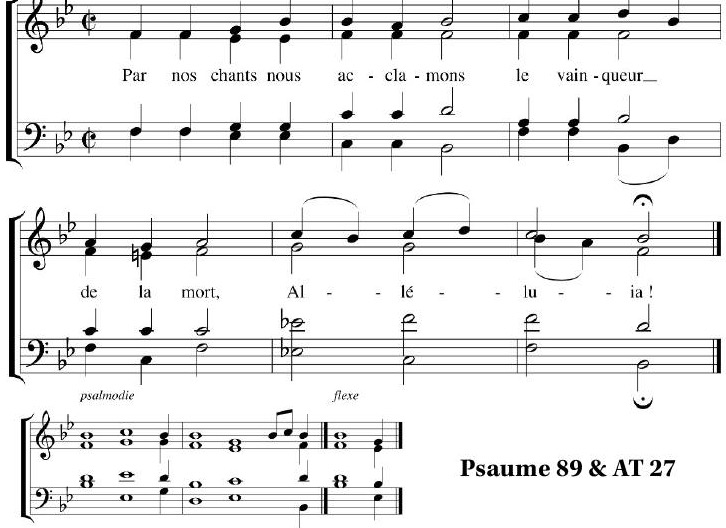 Par nos chants nous ac - cla - mons le vain - queur
de la mort, Al - - lé - - lu - - ia !
psalmodie flexe
Psaume 89 & AT 27